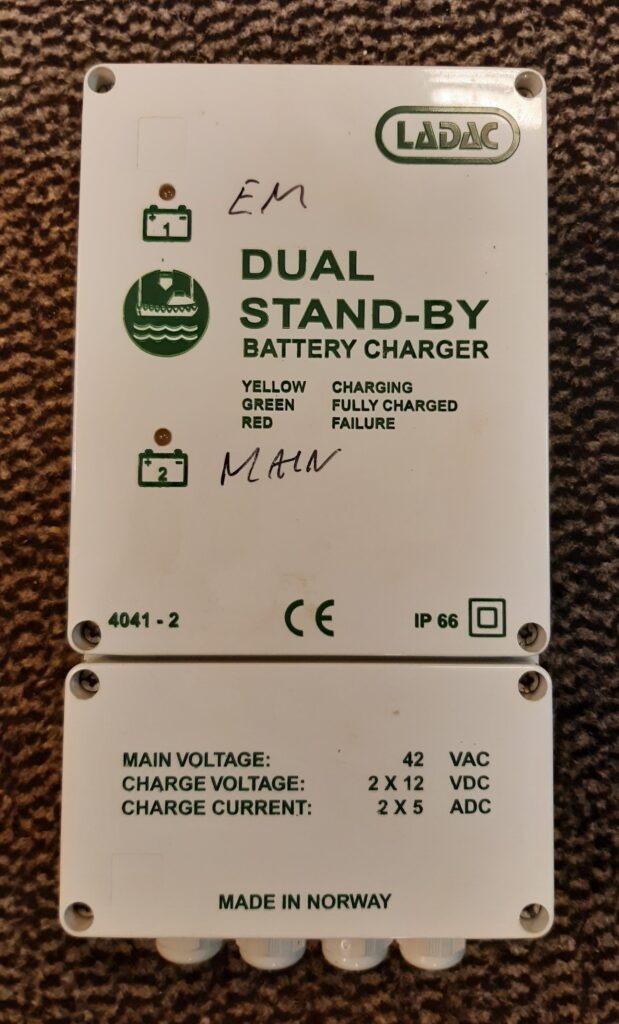 LADAC
EM
+ 1 -
DUAL
STAND-BY
BATTERY CHARGER
YELLOW CHARGING
GREEN FULLY CHARGED
RED FAILURE
+ 2 -
MAIN
4041 - 2 CE IP 66
MAIN VOLTAGE: 42 VAC
CHARGE VOLTAGE: 2 X 12 VDC
CHARGE CURRENT: 2 X 5 ADC
MADE IN NORWAY